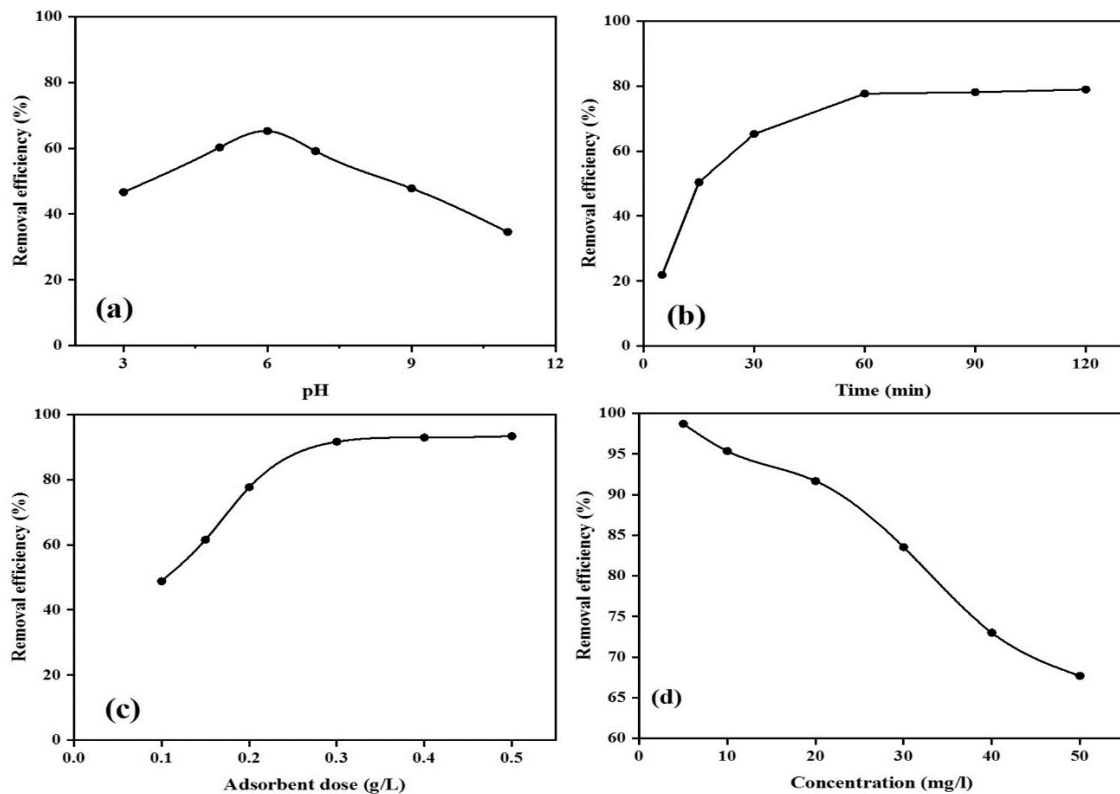 100
80
60
40
20
0
Removal efficiency (%)
(a)
3 6 9 12
pH
100
80
60
40
20
0
Removal efficiency (%)
(b)
0 30 60 90 120
Time (min)
100
80
60
40
20
0
Removal efficiency (%)
(c)
0.0 0.1 0.2 0.3 0.4 0.5
Adsorbent dose (g/L)
100
95
90
85
80
75
70
65
60
Removal efficiency (%)
(d)
0 10 20 30 40 50
Concentration (mg/l)